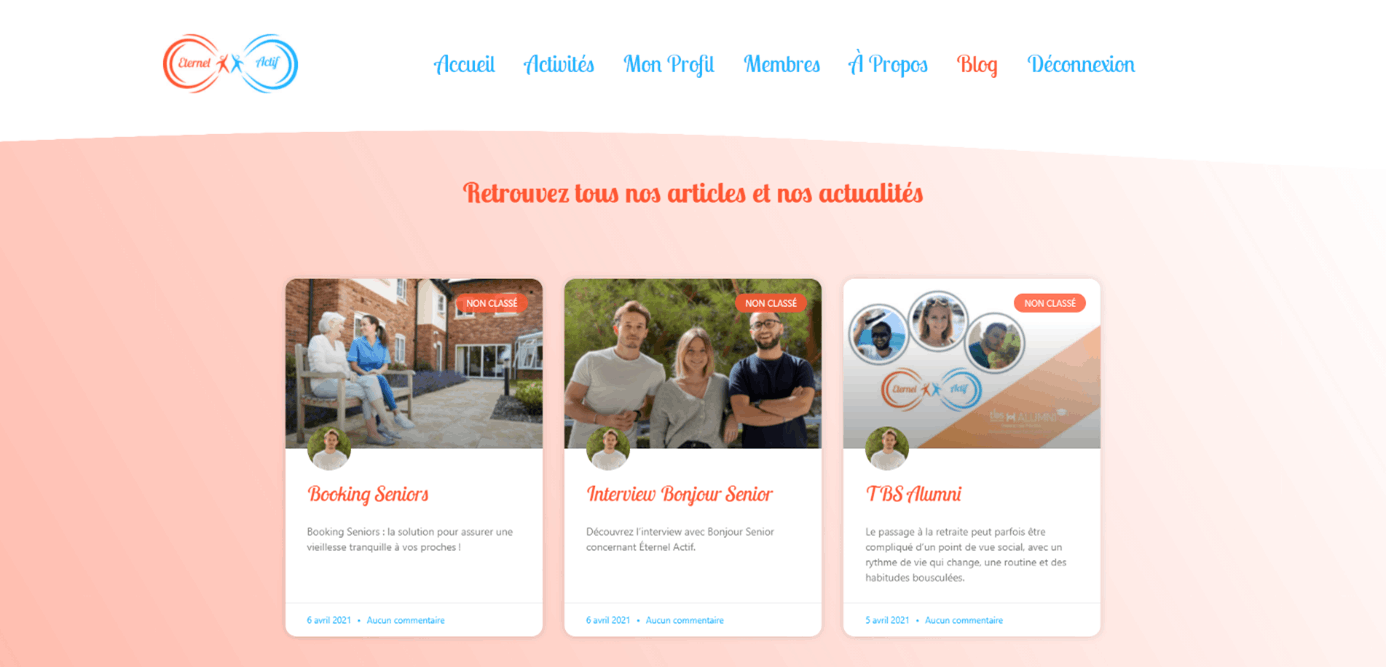 Eternel Actif
Accueil Activités Mon Profil Membres À Propos Blog Déconnexion
Retrouvez tous nos articles et nos actualités
NON CLASSÉ
Booking Seniors
Booking Seniors : la solution pour assurer une
vieillesse tranquille à vos proches !
6 avril 2021 • Aucun commentaire
NON CLASSÉ
Interview Bonjour Senior
Découvrez l'interview avec Bonjour Senior
concernant Éternel Actif.
6 avril 2021 • Aucun commentaire
NON CLASSÉ
Eternel Actif
tbs ALUMNI
TBS Alumni
Le passage à la retraite peut parfois être
compliqué d'un point de vue social, avec un
rythme de vie qui change, une routine et des
habitudes bousculées.
5 avril 2021 • Aucun commentaire